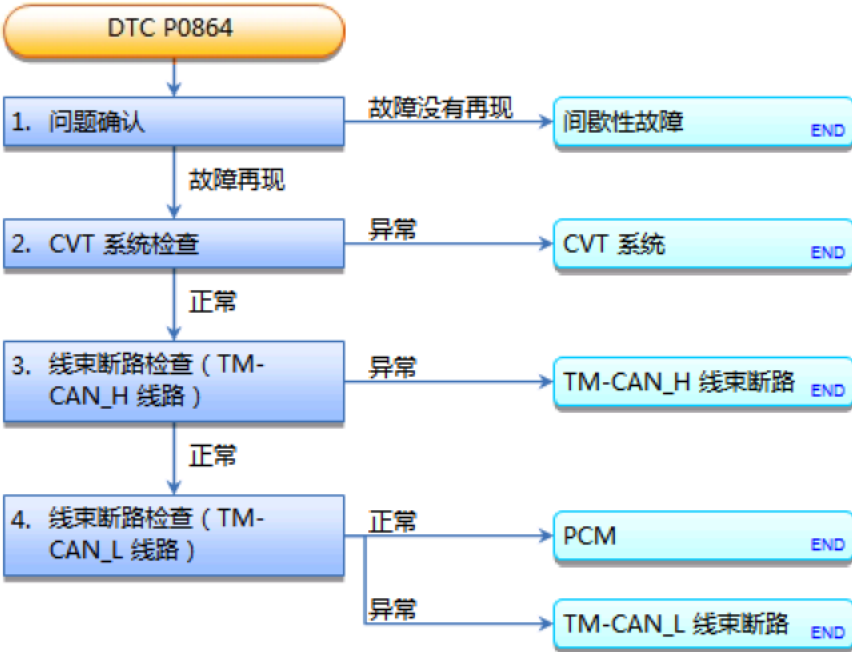 DTC P0864
1. 问题确认
故障没有再现
间歇性故障
END
故障再现
2. CVT 系统检查
异常
CVT 系统
END
正常
3. 线束断路检查（TM-
CAN_H 线路）
异常
TM-CAN_H 线束断路
END
正常
4. 线束断路检查（TM-
CAN_L 线路）
正常
PCM
END
异常
TM-CAN_L 线束断路
END